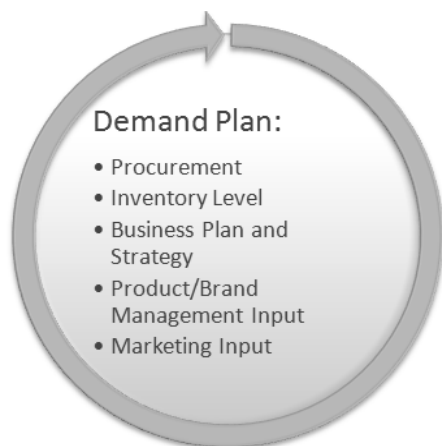 Demand Plan:
• Procurement
• Inventory Level
• Business Plan and
Strategy
• Product/Brand
Management Input
• Marketing Input